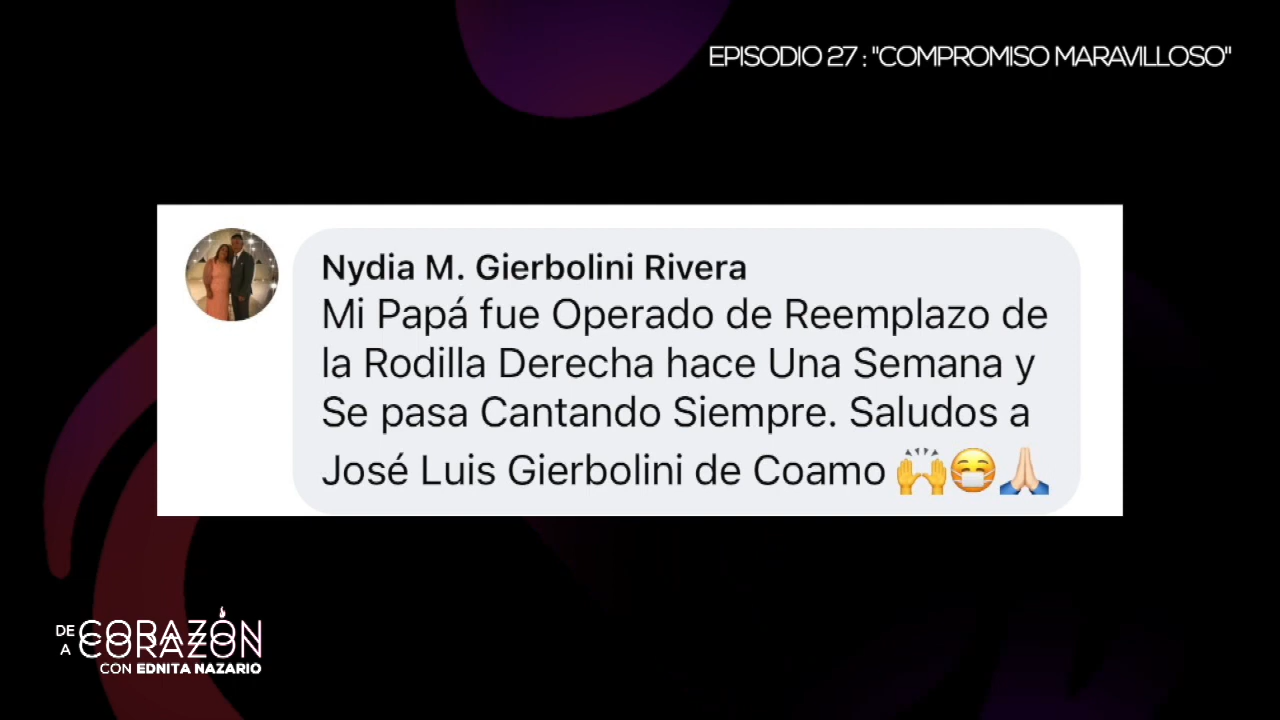 EPISODIO 27 : "COMPROMISO MARAVILLOSO"
Nydia M. Gierbolini Rivera
Mi Papá fue Operado de Reemplazo de
la Rodilla Derecha hace Una Semana y
Se pasa Cantando Siempre. Saludos a
José Luis Gierbolini de Coamo 🙌😷🙏🏻
DE CORAZÓN
A CORAZÓN
CON EDNITA NAZARIO